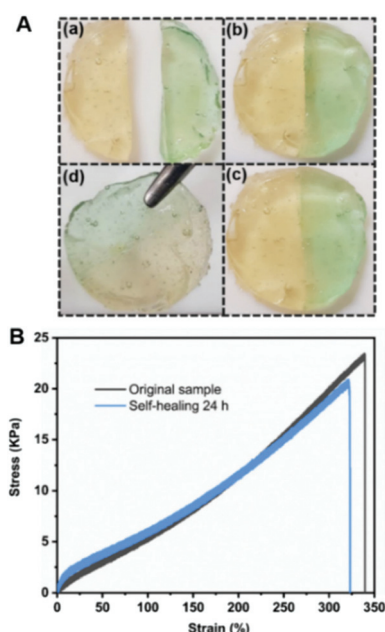 A
(a)
(b)
(d)
(c)
B
25
20
15
10
5
0
Original sample
Self-healing 24 h
Stress (KPa)
0 50 100 150 200 250 300 350
Strain (%)